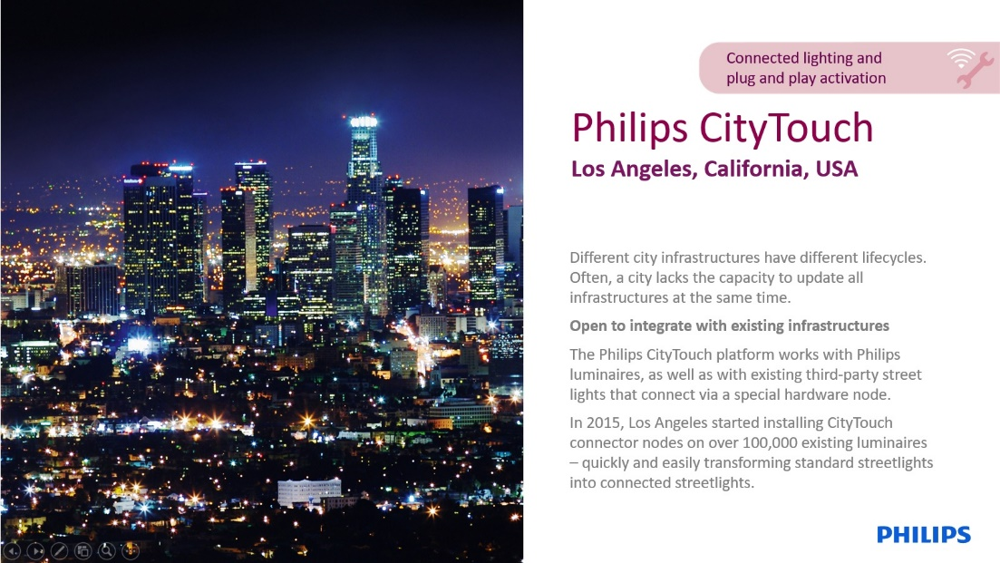 Connected lighting and
plug and play activation
Philips CityTouch
Los Angeles, California, USA
Different city infrastructures have different lifecycles.
Often, a city lacks the capacity to update all
infrastructures at the same time.
Open to integrate with existing infrastructures
The Philips CityTouch platform works with Philips
luminaires, as well as with existing third-party street
lights that connect via a special hardware node.
In 2015, Los Angeles started installing CityTouch
connector nodes on over 100,000 existing luminaires
– quickly and easily transforming standard streetlights
into connected streetlights.
PHILIPS